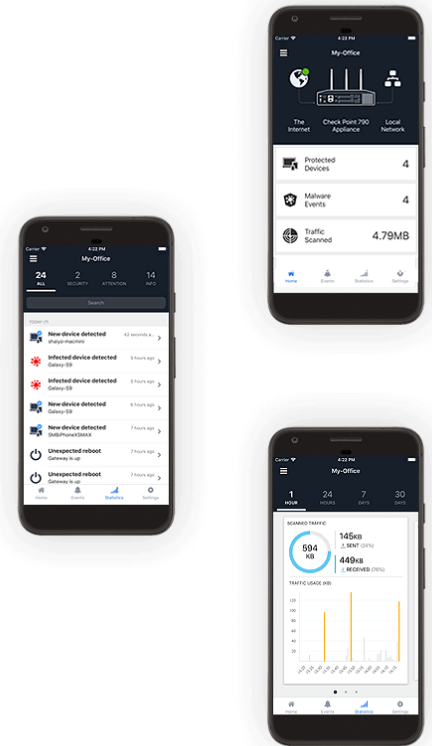 Carrier 4:22 PM
My-Office
The Internet
Check Point 790 Appliance
Local Network
Protected Devices 4
Malware Events 4
Traffic Scanned 4.79MB
Home Events Statistics Settings
Carrier 4:22 PM
My-Office
24 2 8 14
ALL SECURITY ATTENTION INFO
Search
TODAY (7)
New device detected 42 seconds a...
shalyo-macmini
Infected device detected 5 hours ago
Galaxy-S9
Infected device detected 5 hours ago
Galaxy-S9
New device detected 6 hours ago
Galaxy-S9
New device detected 7 hours ago
SMBiPhoneXSMAX
Unexpected reboot 7 hours ago
Gateway is up
Unexpected reboot 7 hours ago
Gateway is up
Home Events Statistics Settings
Carrier 4:22 PM
My-Office
1 24 7 30
HOUR HOURS DAYS DAYS
SCANNED TRAFFIC
594 KB
145KB
SENT (24%)
449KB
RECEIVED (76%)
TRAFFIC USAGE (KB)
120
100
80
60
40
20
Home Events Statistics Settings